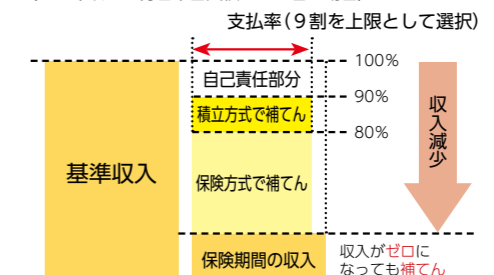 支払率（９割を上限として選択）
100%
自己責任部分
90%
積立方式で補てん
80%
収入減少
基準収入
保険方式で補てん
保険期間の収入
収入がゼロに
なっても補てん